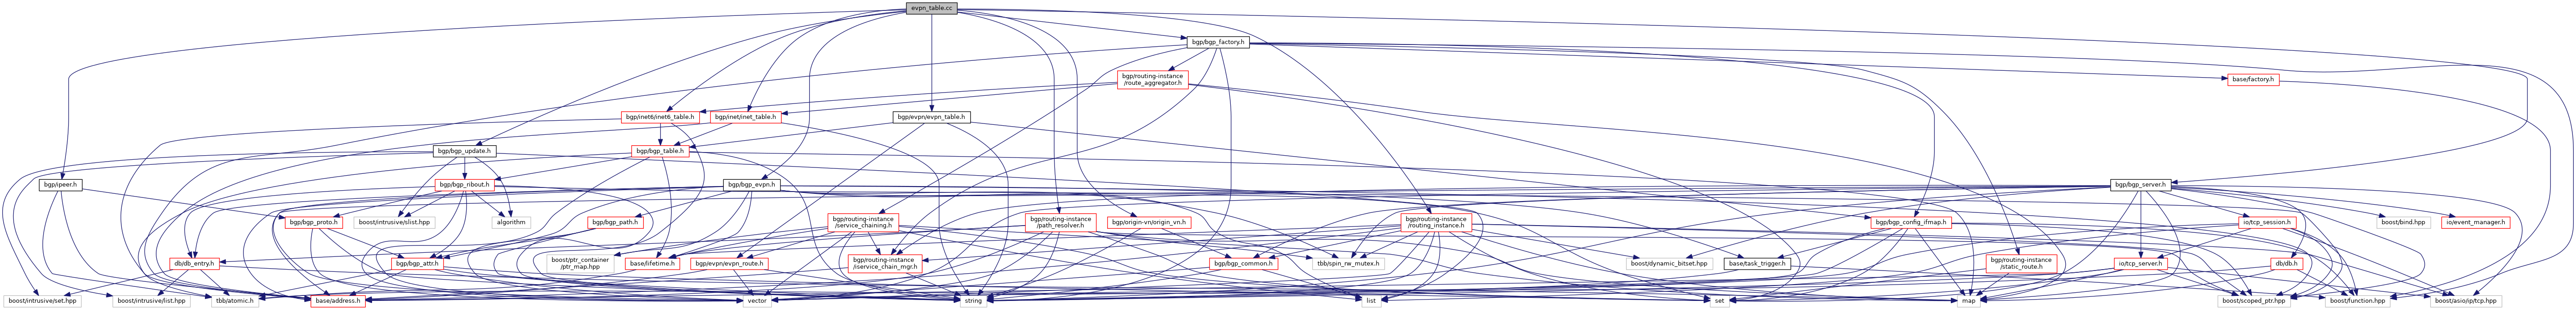 evpn_table.cc
bgp/bgp_factory.h
bgp/routing-instance
/route_aggregator.h
base/factory.h
bgp/inet6/inet6_table.h
bgp/inet/inet_table.h
bgp/evpn/evpn_table.h
bgp/bgp_update.h
bgp/bgp_table.h
bgp/ipeer.h
bgp/bgp_ribout.h
bgp/bgp_evpn.h
bgp/bgp_server.h
bgp/bgp_proto.h
boost/intrusive/slist.hpp
algorithm
bgp/bgp_path.h
bgp/routing-instance
/service_chaining.h
bgp/routing-instance
/path_resolver.h
bgp/origin-vn/origin_vn.h
bgp/routing-instance
/routing_instance.h
bgp/bgp_config_ifmap.h
io/tcp_session.h
boost/bind.hpp
io/event_manager.h
db/db_entry.h
bgp/bgp_attr.h
boost/ptr_container
/ptr_map.hpp
base/lifetime.h
bgp/evpn/evpn_route.h
bgp/routing-instance
/service_chain_mgr.h
bgp/bgp_common.h
tbb/spin_rw_mutex.h
boost/dynamic_bitset.hpp
base/task_trigger.h
bgp/routing-instance
/static_route.h
io/tcp_server.h
db/db.h
boost/intrusive/set.hpp
boost/intrusive/list.hpp
tbb/atomic.h
base/address.h
vector
string
list
set
map
boost/scoped_ptr.hpp
boost/function.hpp
boost/asio/ip/tcp.hpp